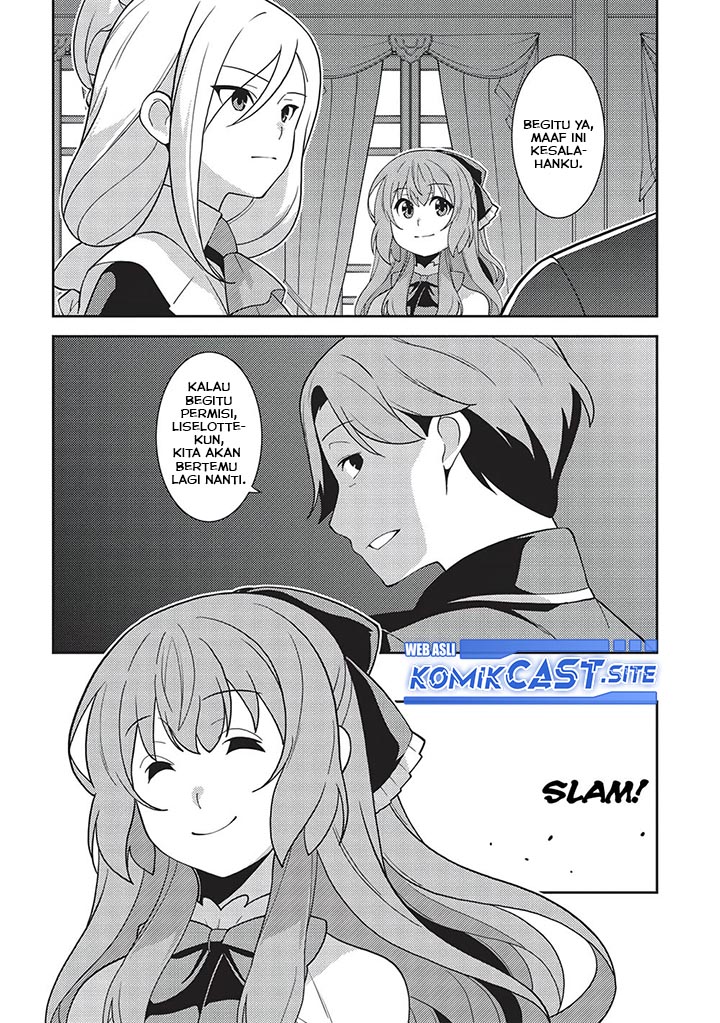 BEGITU YA,
MAAF INI
KESALA-
HANKU.
KALAU
BEGITU
PERMISI,
LISELOTTE-
KUN,
KITA AKAN
BERTEMU
LAGI NANTI.
WEB ASLI
KOMIKCAST.SITE
SLAM!